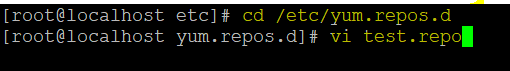 [root@localhost etc]# cd /etc/yum.repos.d
[root@localhost yum.repos.d]# vi test.repo